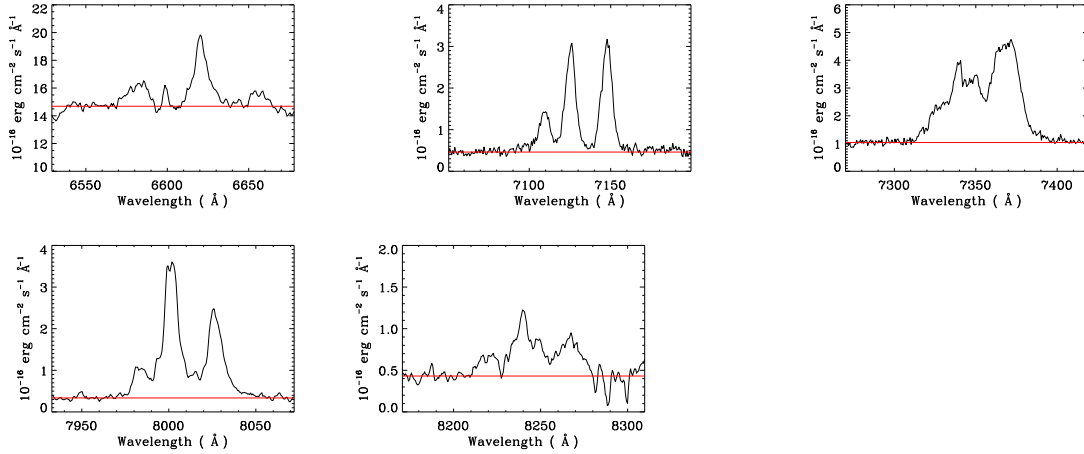 22
20
18
16
14
12
10
10⁻¹⁶ erg cm⁻² s⁻¹ Å⁻¹
6550 6600 6650
Wavelength ( Å)
4
3
2
1
0
10⁻¹⁶ erg cm⁻² s⁻¹ Å⁻¹
7100 7150
Wavelength ( Å)
6
5
4
3
2
1
0
10⁻¹⁶ erg cm⁻² s⁻¹ Å⁻¹
7300 7350 7400
Wavelength ( Å)
4
3
2
1
0
10⁻¹⁶ erg cm⁻² s⁻¹ Å⁻¹
7950 8000 8050
Wavelength ( Å)
2.0
1.5
1.0
0.5
0.0
10⁻¹⁶ erg cm⁻² s⁻¹ Å⁻¹
8200 8250 8300
Wavelength ( Å)